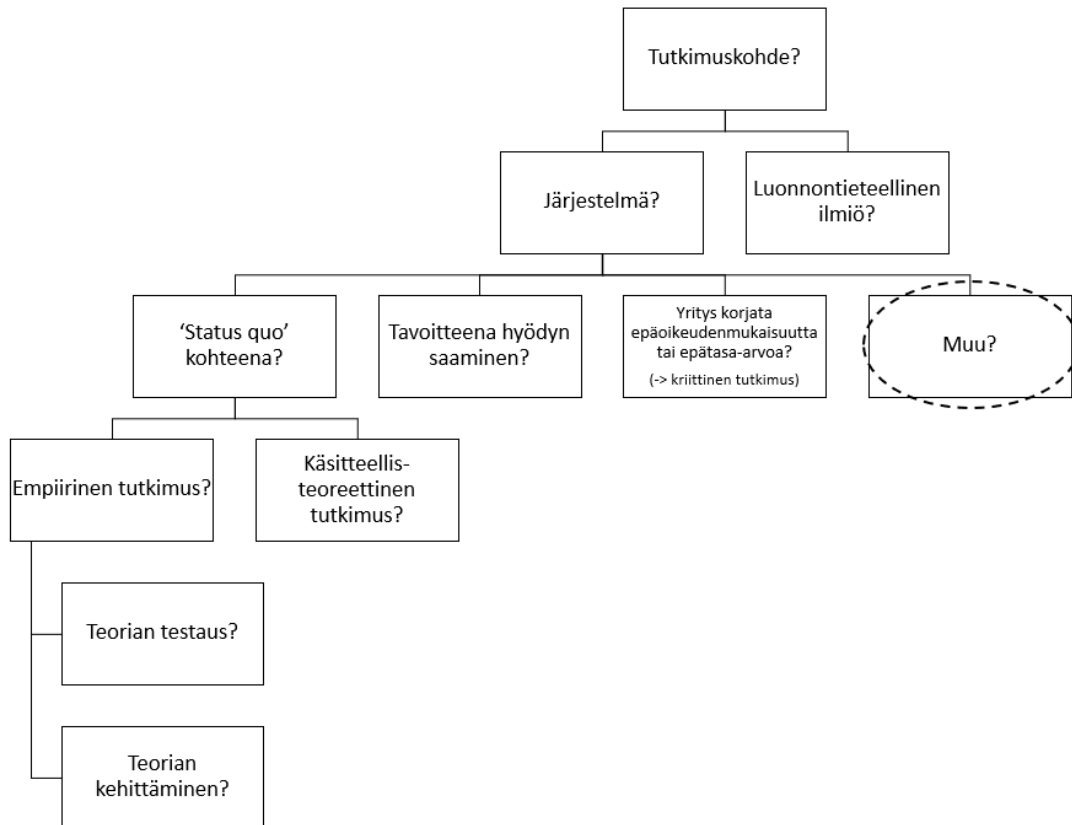 Tutkimuskohde?
Järjestelmä?
Luonnontieteellinen
ilmiö?
‘Status quo’
kohteena?
Tavoitteena hyödyn
saaminen?
Yritys korjata
epäoikeudenmukaisuutta
tai epätasa-arvoa?
(-> kriittinen tutkimus)
Muu?
Empiirinen tutkimus?
Käsitteellis-
teoreettinen
tutkimus?
Teorian testaus?
Teorian
kehittäminen?